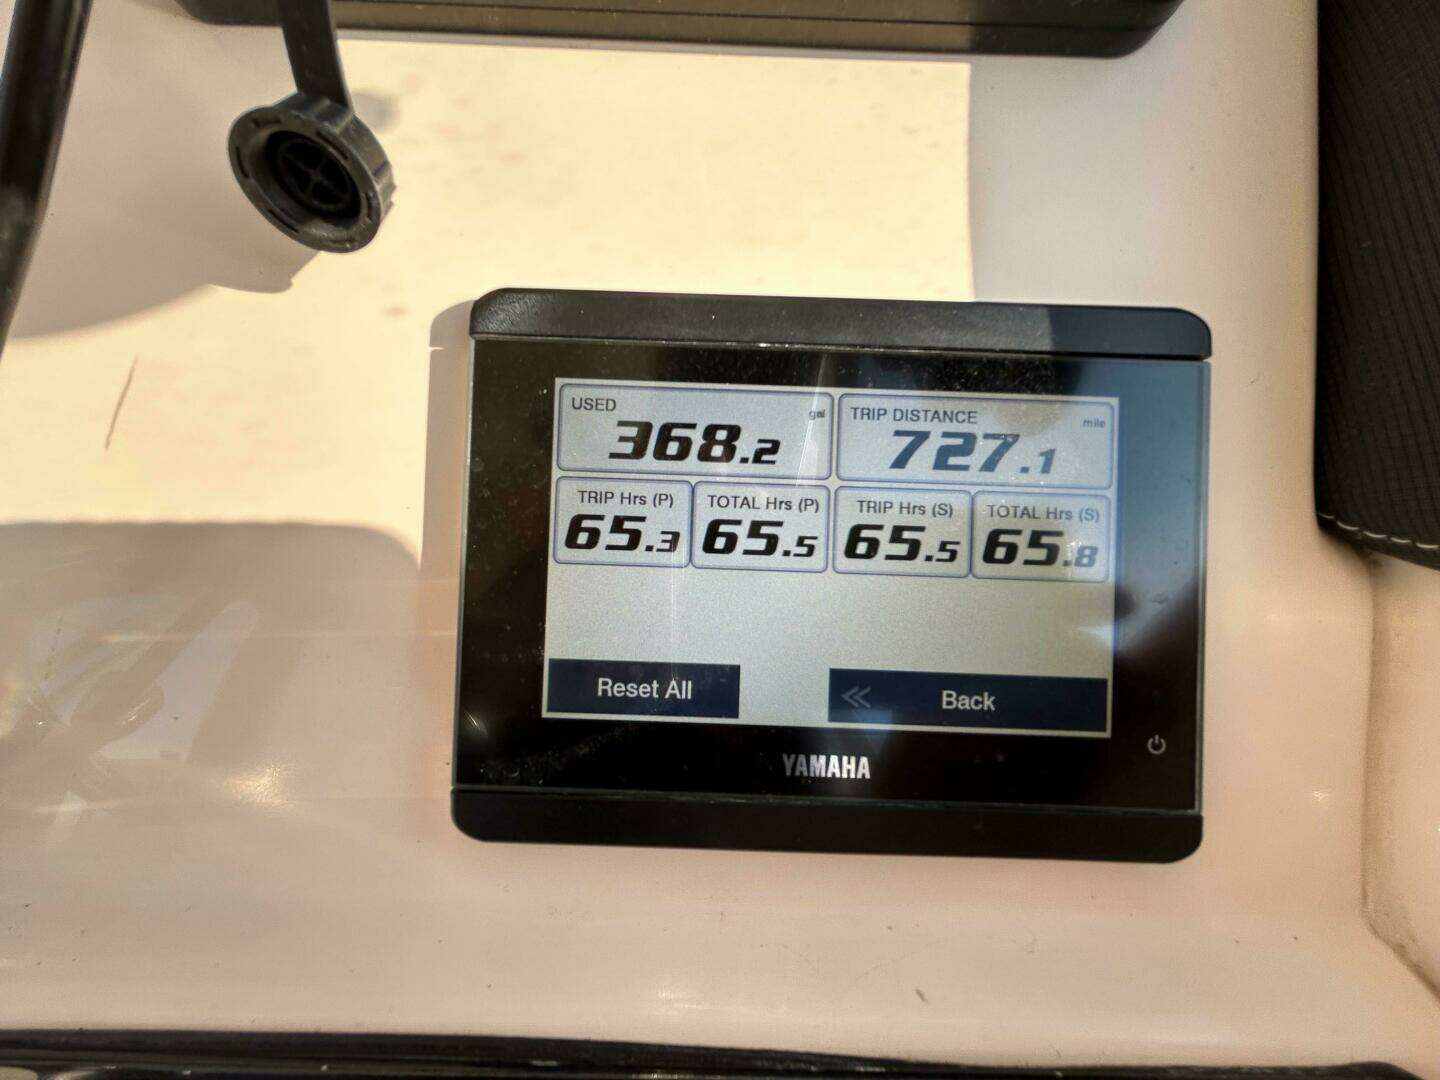 USED gal TRIP DISTANCE mile
368.2 727.1
TRIP Hrs (P) TOTAL Hrs (P) TRIP Hrs (S) TOTAL Hrs (S)
65.3 65.5 65.5 65.8
Reset All Back
YAMAHA